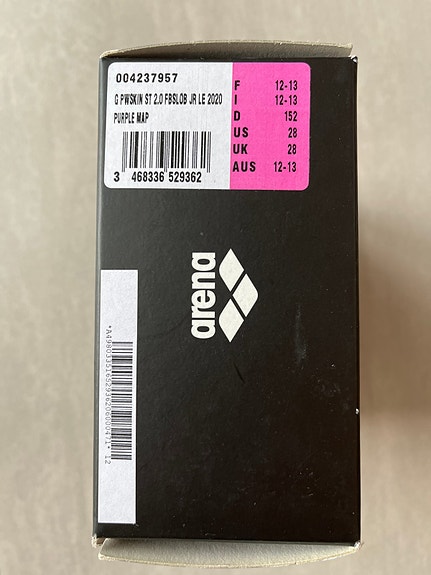 004237957
G PWSKIN ST 2.0 FBSLOB JR LE 2020
PURPLE MAP
3 468336 529362
F 12-13
I 12-13
D 152
US 28
UK 28
AUS 12-13
arena